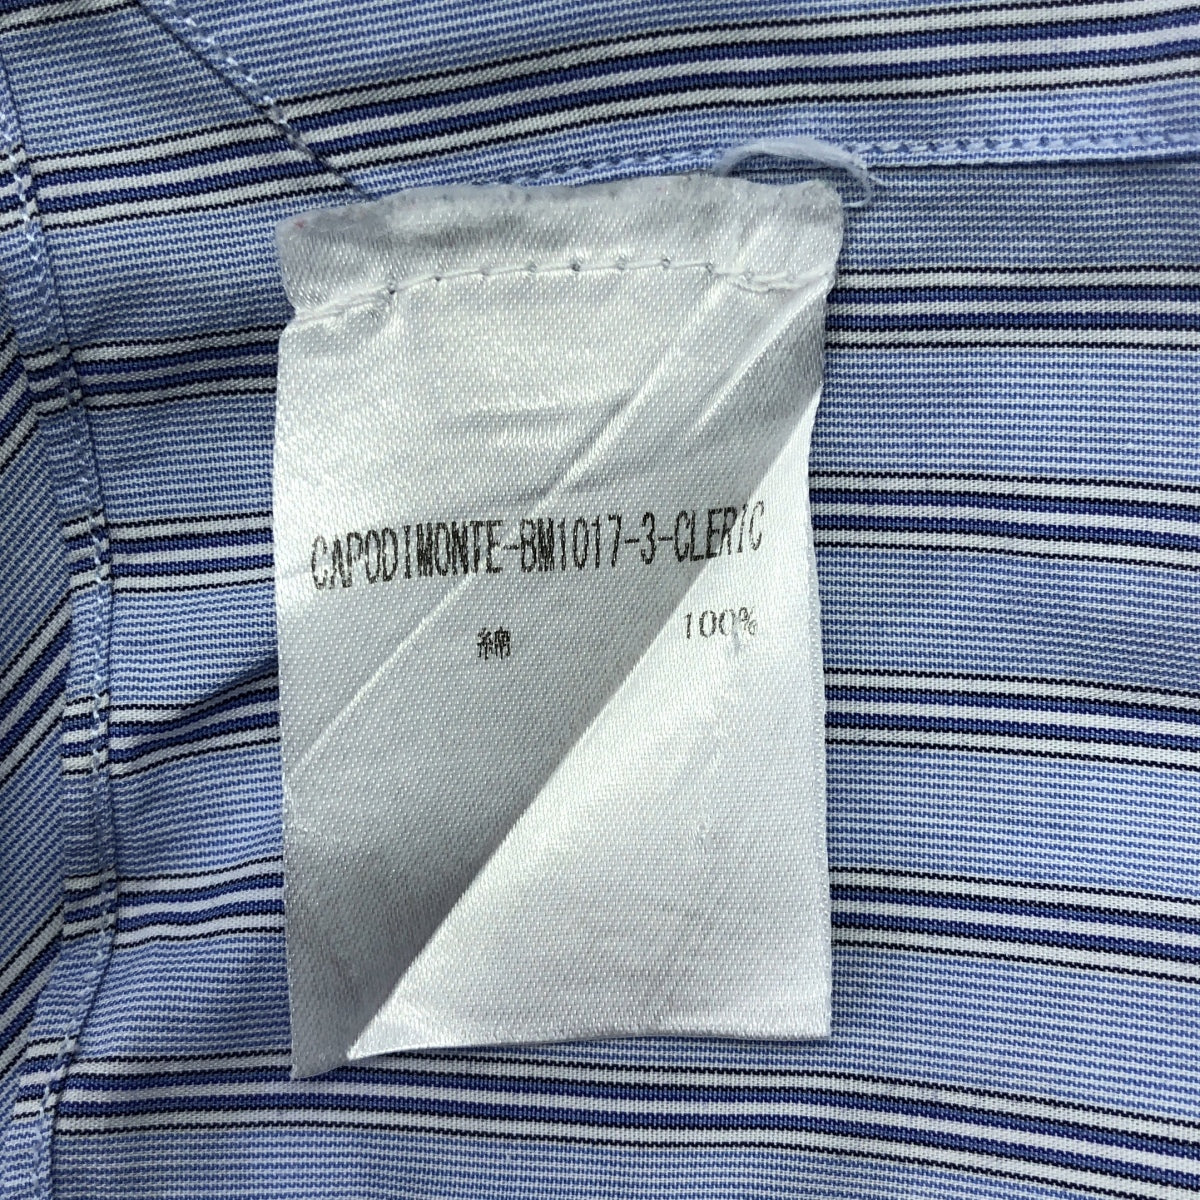 CAPODIMONTE-BM1017-3-CLERIC
綿 100%